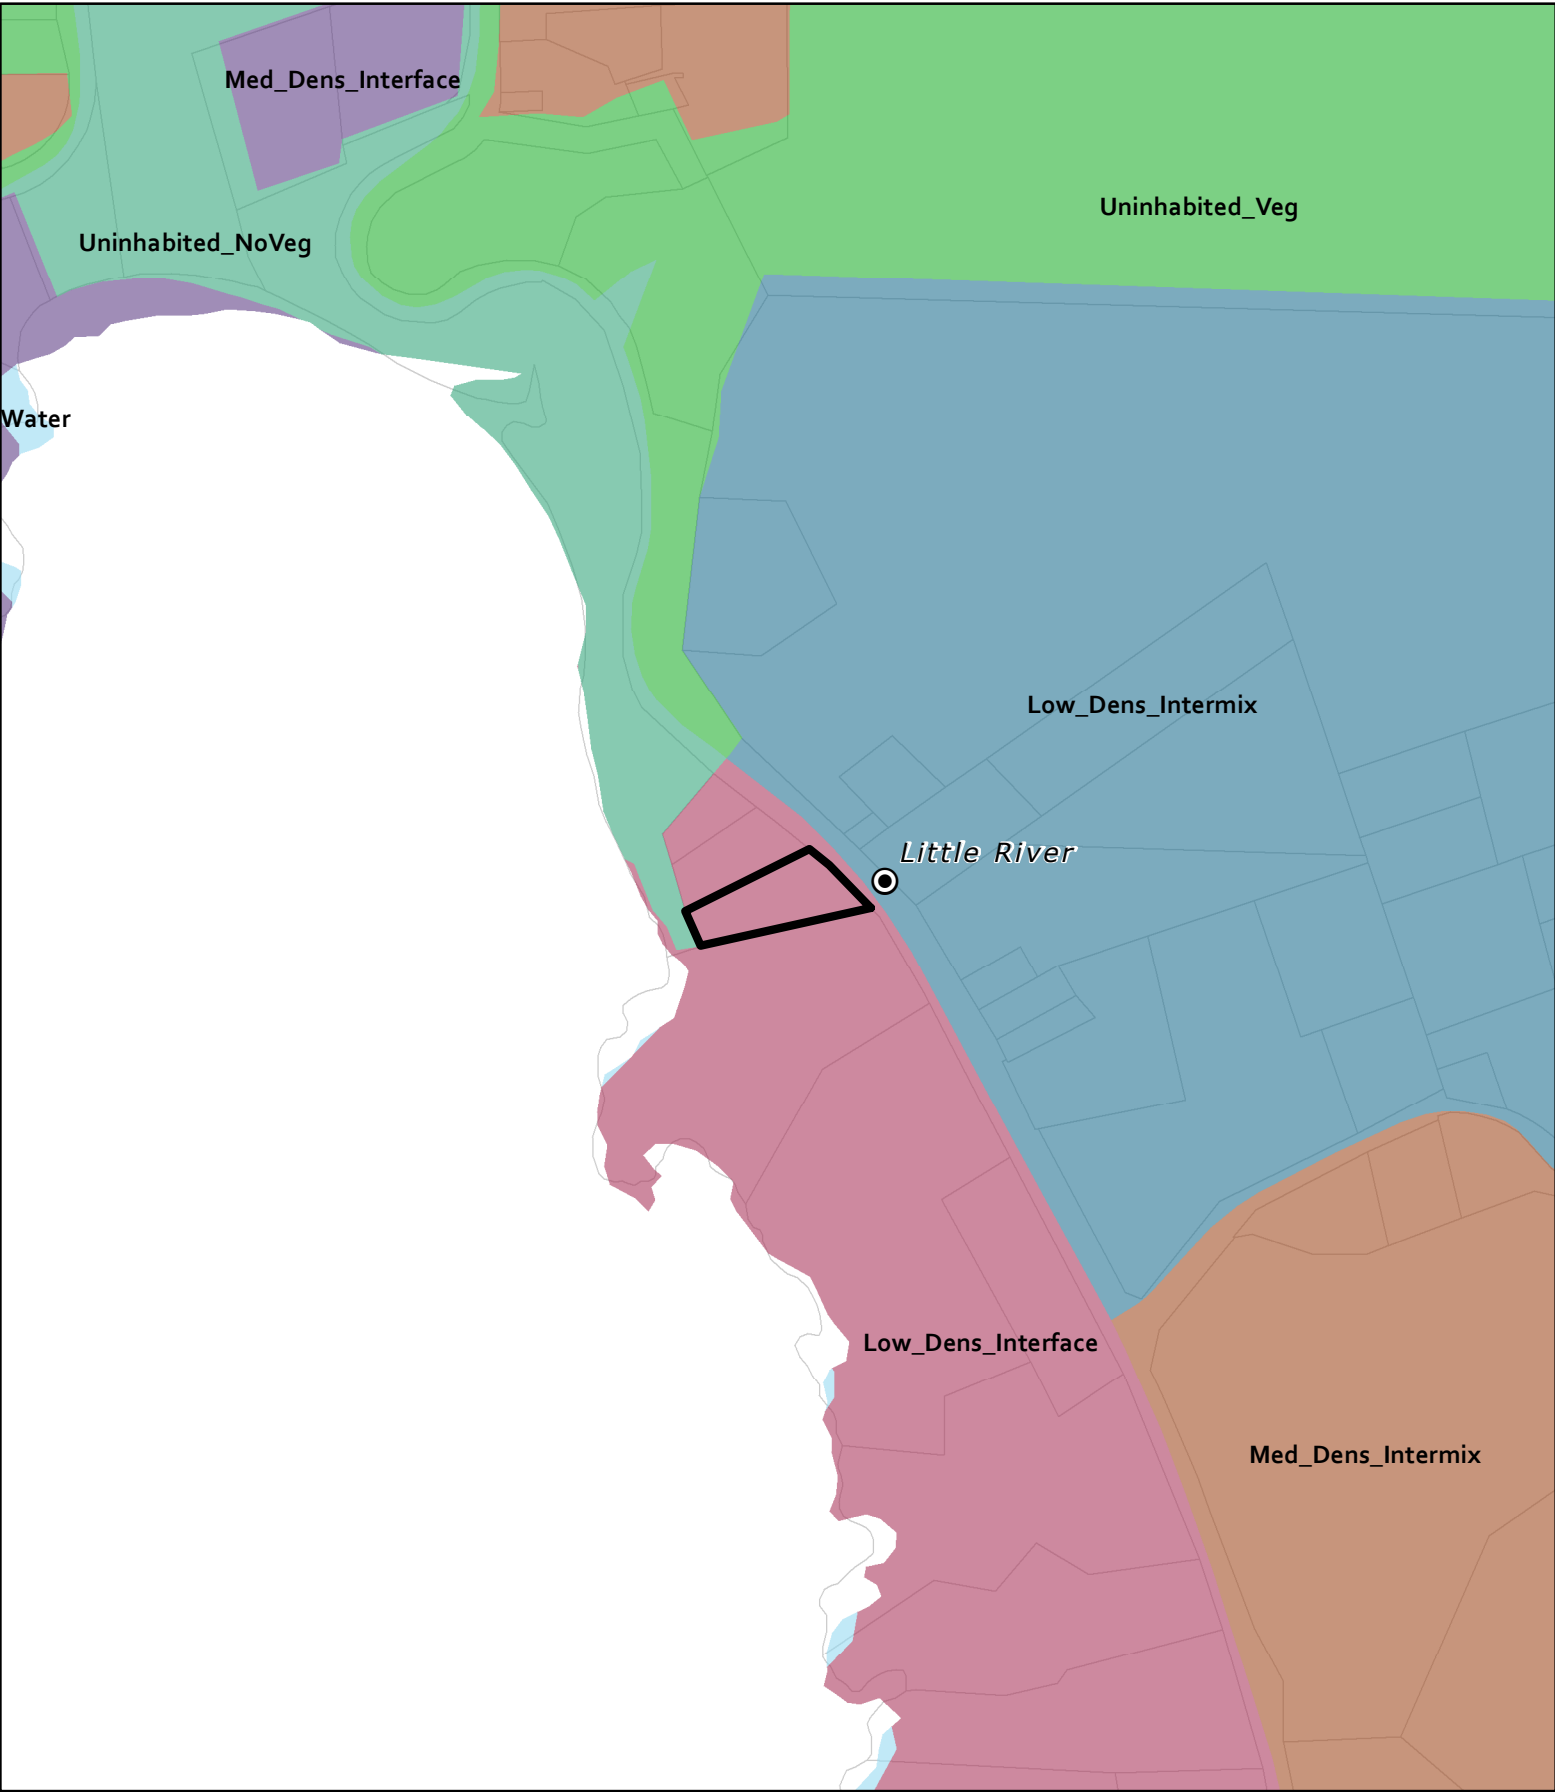 Med_Dens_Interface
Uninhabited_Veg
Uninhabited_NoVeg
Water
Low_Dens_Intermix
Little River
Low_Dens_Interface
Med_Dens_Intermix